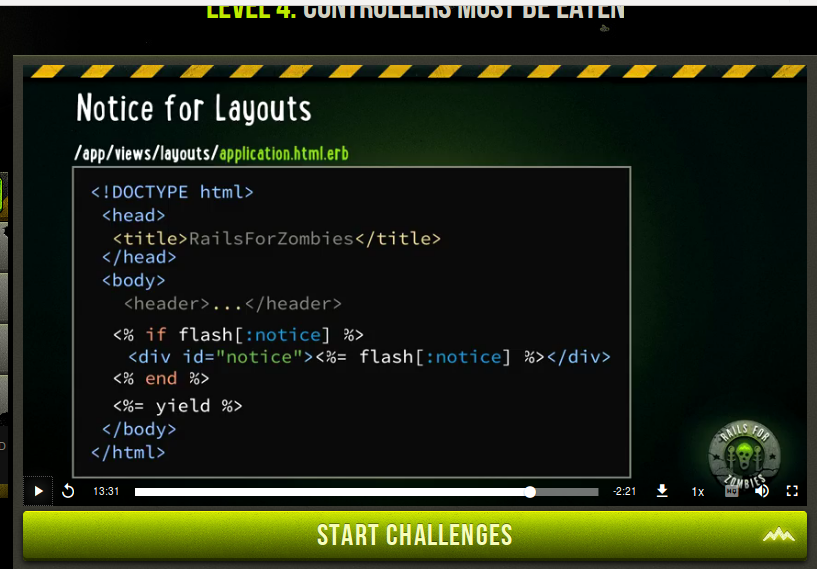 LEVEL 4. CONTROLLERS MUST BE EATEN
Notice for Layouts
/app/views/layouts/application.html.erb
<!DOCTYPE html>
<head>
<title>RailsForZombies</title>
</head>
<body>
<header>...</header>
<% if flash[:notice] %>
<div id="notice"><%= flash[:notice] %></div>
<% end %>
<%= yield %>
</body>
</html>
RAILS FOR
ZOMBIES
13:31
-2:21
1x
HQ
START CHALLENGES